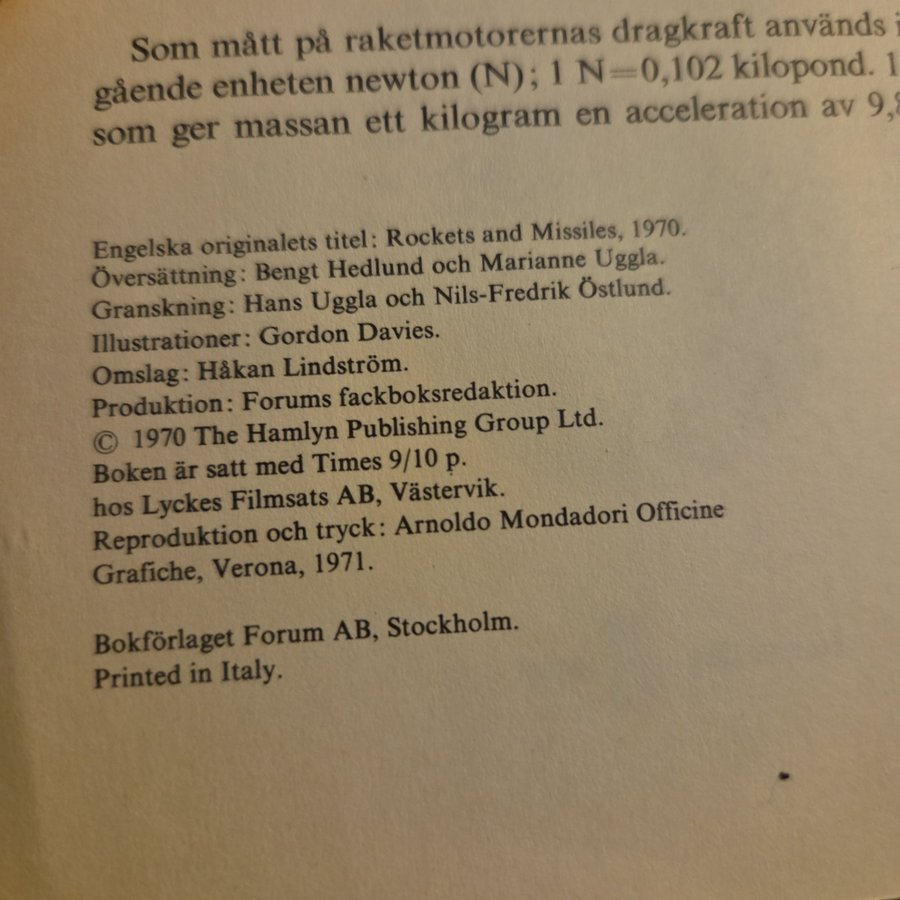 Som mått på raketmotorernas dragkraft används i
gående enheten newton (N); 1 N=0,102 kilopond. 1
som ger massan ett kilogram en acceleration av 9,8
Engelska originalets titel: Rockets and Missiles, 1970.
Översättning: Bengt Hedlund och Marianne Uggla.
Granskning: Hans Uggla och Nils-Fredrik Östlund.
Illustrationer: Gordon Davies.
Omslag: Håkan Lindström.
Produktion: Forums fackboksredaktion.
© 1970 The Hamlyn Publishing Group Ltd.
Boken är satt med Times 9/10 p.
hos Lyckes Filmsats AB, Västervik.
Reproduktion och tryck: Arnoldo Mondadori Officine
Grafiche, Verona, 1971.
Bokförlaget Forum AB, Stockholm.
Printed in Italy.